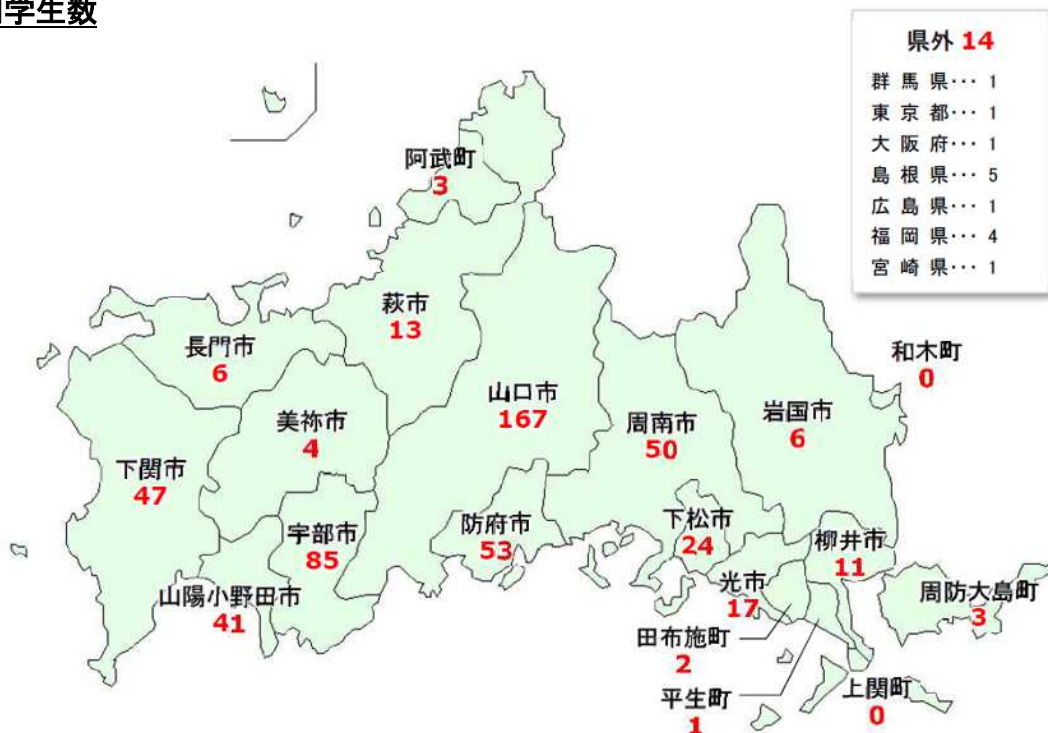 学生数
県外 14
群馬県･･･ 1
東京都･･･ 1
大阪府･･･ 1
島根県･･･ 5
広島県･･･ 1
福岡県･･･ 4
宮崎県･･･ 1
阿武町
3
萩市
13
長門市
6
和木町
0
山口市
167
岩国市
6
美祢市
4
周南市
50
下関市
47
宇部市
85
防府市
53
下松市
24
柳井市
11
山陽小野田市
41
光市
17
周防大島町
3
田布施町
2
平生町
1
上関町
0